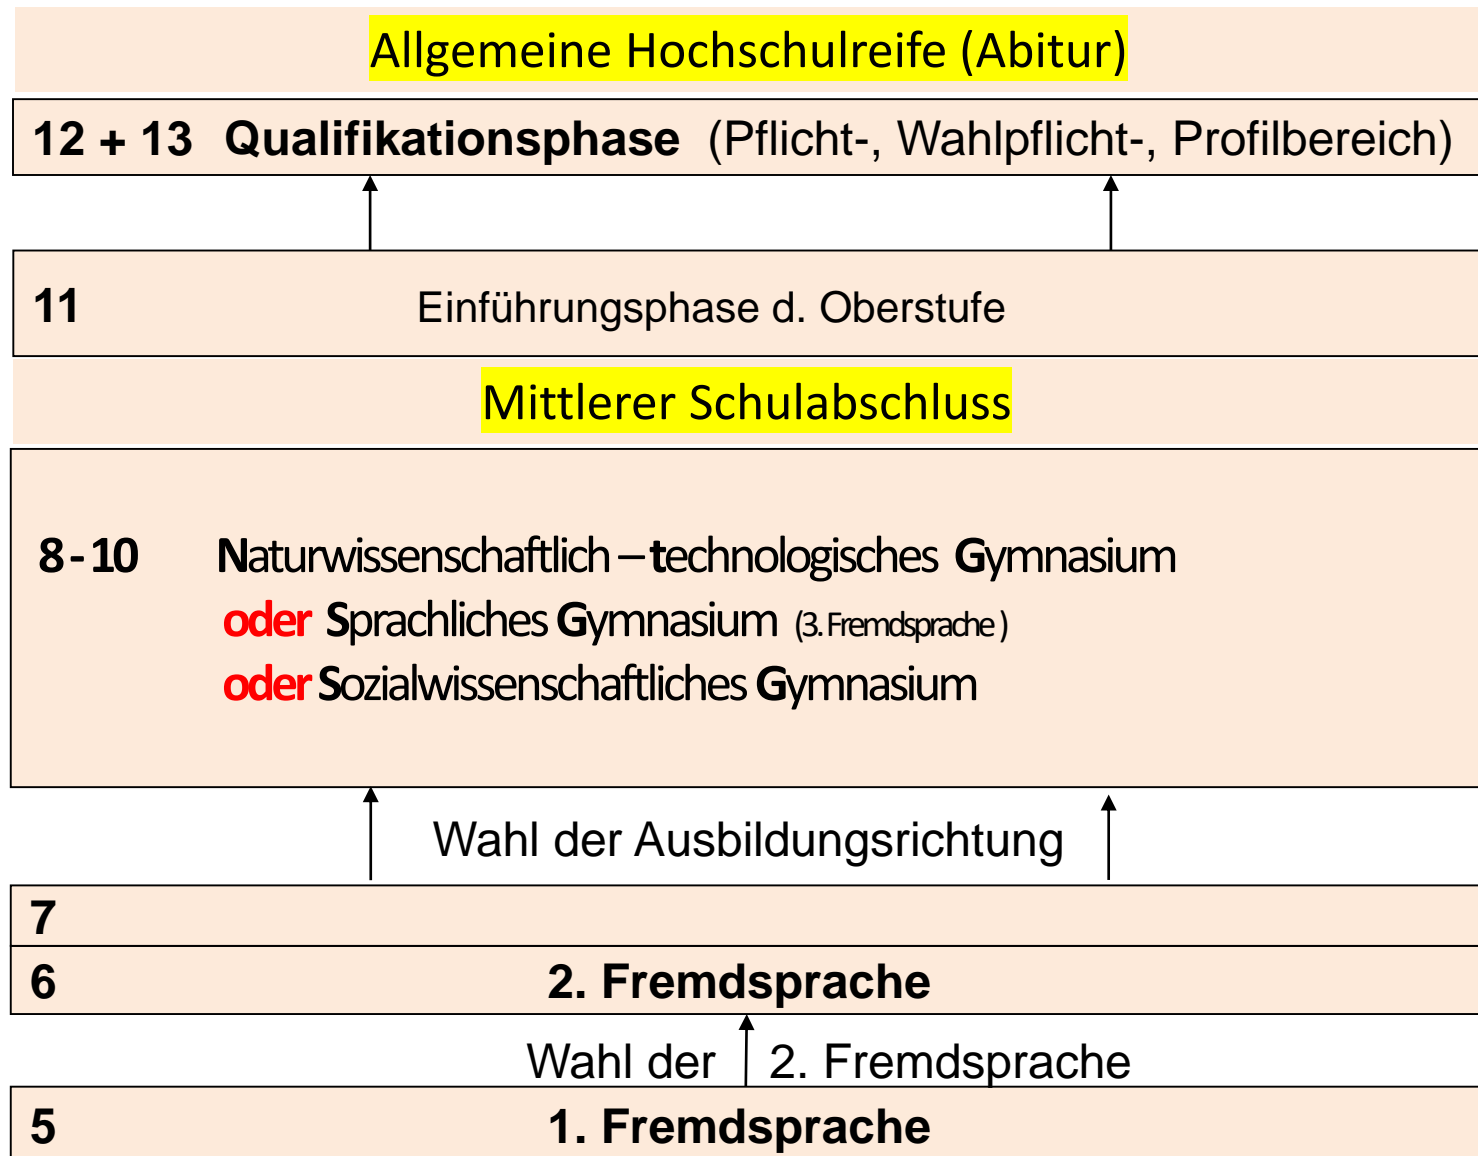 Allgemeine Hochschulreife (Abitur)
12 + 13 Qualifikationsphase (Pflicht-, Wahlpflicht-, Profilbereich)
11 Einführungsphase d. Oberstufe
Mittlerer Schulabschluss
8 - 10 Naturwissenschaftlich – technologisches Gymnasium
oder Sprachliches Gymnasium (3. Fremdsprache )
oder Sozialwissenschaftliches Gymnasium
Wahl der Ausbildungsrichtung
7
6 2. Fremdsprache
Wahl der 2. Fremdsprache
5 1. Fremdsprache